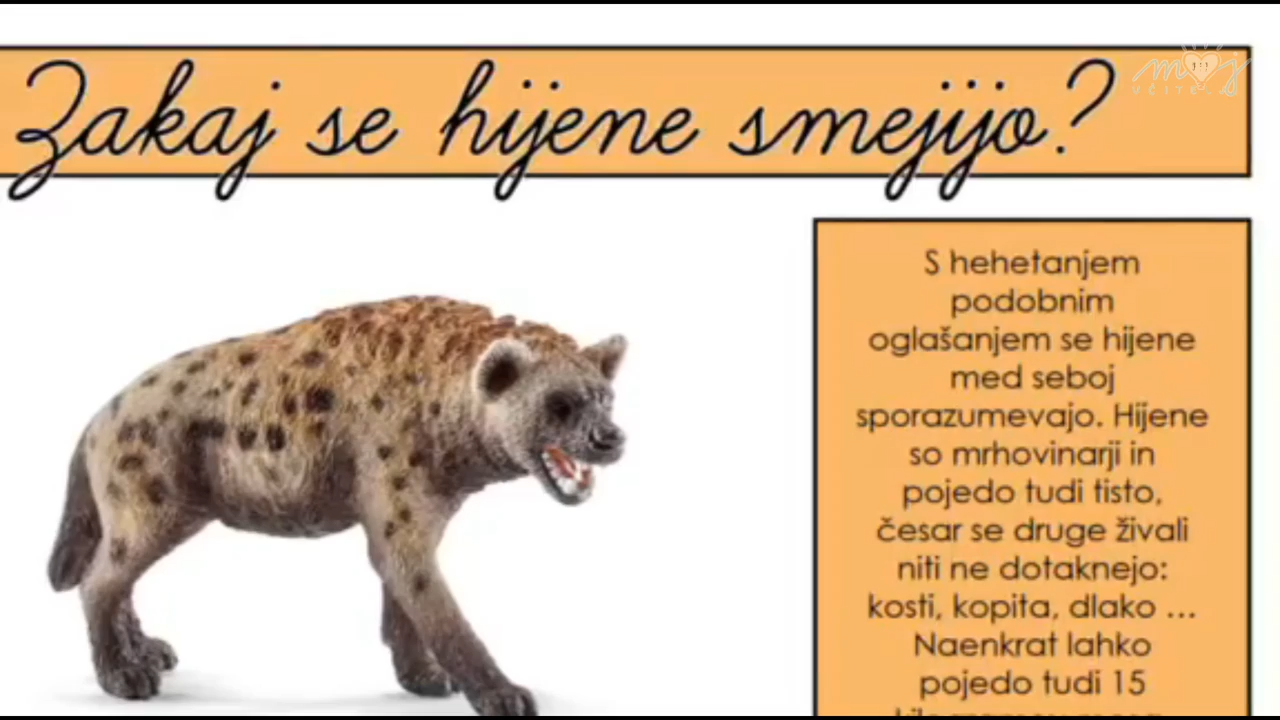 Zakaj se hijene smejijo?
moj
S hehetanjem
podobnim
oglašanjem se hijene
med seboj
sporazumevajo. Hijene
so mrhovinarji in
pojedo tudi tisto,
česar se druge živali
niti ne dotaknejo:
kosti, kopita, dlako ...
Naenkrat lahko
pojedo tudi 15